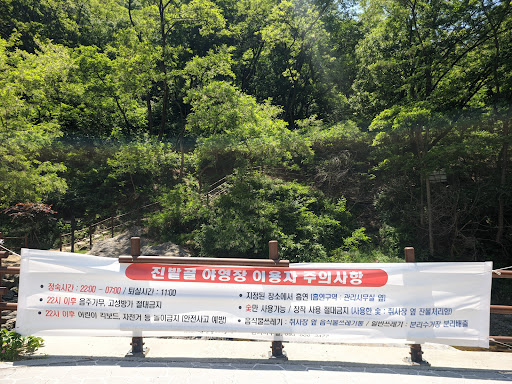 진밭골 야영장 이용자 주의사항
• 정숙시간 : 22:00 ~ 07:00 / 퇴실시간 : 11:00
• 22시 이후 음주가무, 고성방가 절대금지
• 22시 이후 어린이 킥보드, 자전거 등 놀이금지 (안전사고 예방)
• 지정된 장소에서 흡연 (흡연구역 : 관리사무실 옆)
• 숯만 사용가능 / 장작 사용 절대금지 (사용한 숯 : 취사장 옆 잔불처리함)
• 음식물쓰레기 : 취사장 옆 음식물쓰레기통 / 일반쓰레기 : 분리수거장 분리배출